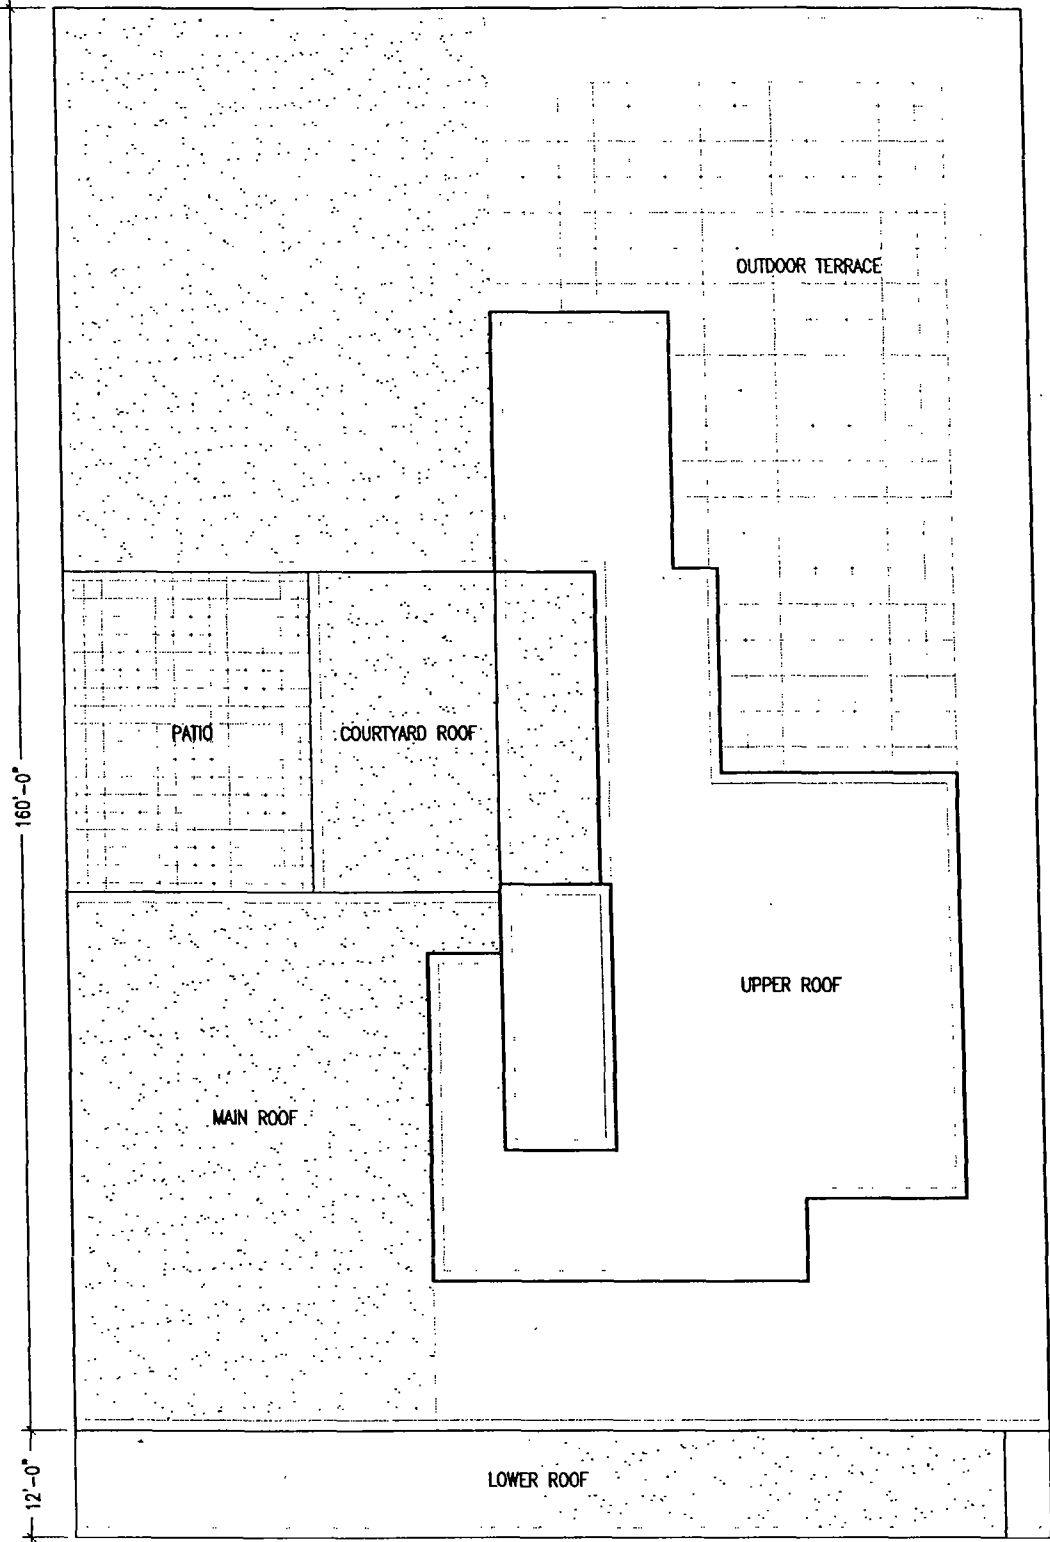 OUTDOOR TERRACE
PATIO
COURTYARD ROOF
160'-0"
UPPER ROOF
MAIN ROOF
LOWER ROOF
12'-0"